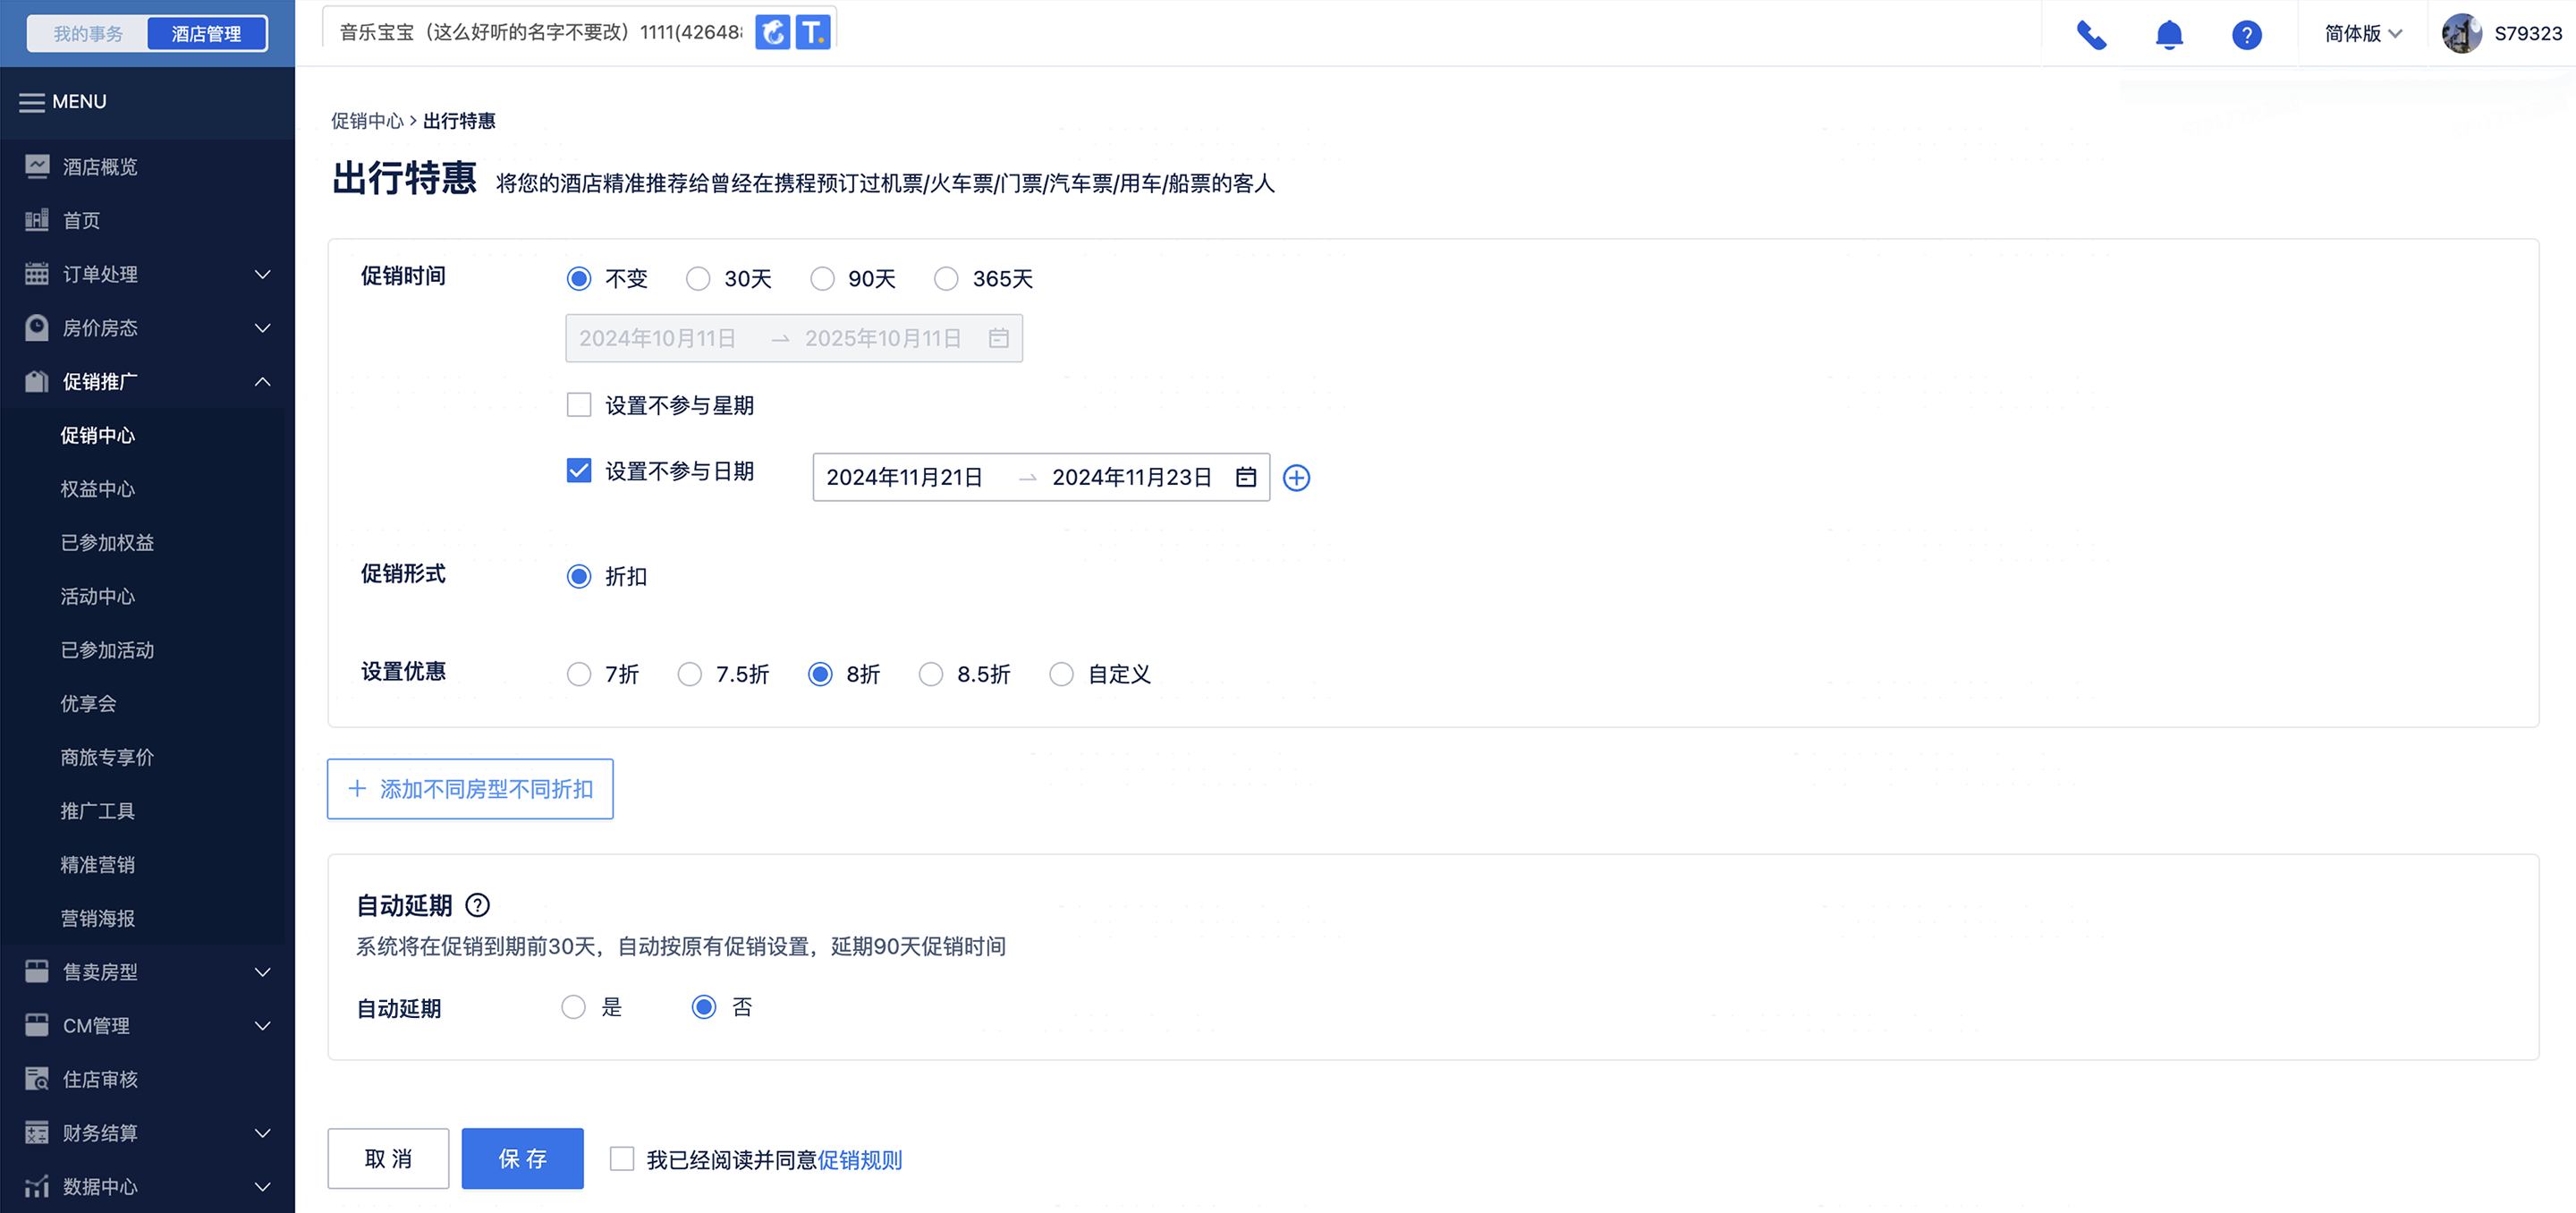 我的事务 酒店管理
音乐宝宝（这么好听的名字不要改）1111(42648
T.
简体版
S79323
MENU
酒店概览
首页
订单处理
房价房态
促销推广
促销中心
权益中心
已参加权益
活动中心
已参加活动
优享会
商旅专享价
推广工具
精准营销
营销海报
售卖房型
CM管理
住店审核
财务结算
数据中心
促销中心 > 出行特惠
出行特惠 将您的酒店精准推荐给曾经在携程预订过机票/火车票/门票/汽车票/用车/船票的客人
促销时间 不变 30天 90天 365天
2024年10月11日 → 2025年10月11日
设置不参与星期
设置不参与日期 2024年11月21日 → 2024年11月23日
促销形式 折扣
设置优惠 7折 7.5折 8折 8.5折 自定义
+ 添加不同房型不同折扣
自动延期 ?
系统将在促销到期前30天，自动按原有促销设置，延期90天促销时间
自动延期 是 否
取消 保存 我已经阅读并同意促销规则